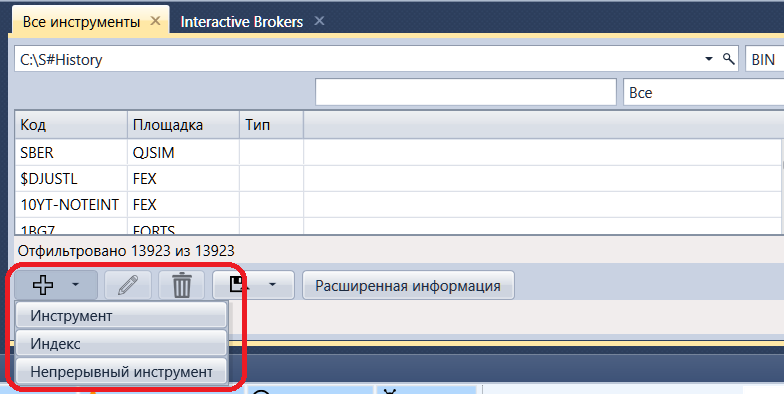 Все инструменты Interactive Brokers
C:\S#History BIN
Все
Код Площадка Тип
SBER QJSIM
$DJUSTL FEX
10YT-NOTEINT FEX
1BG7 FORTS
Отфильтровано 13923 из 13923
Расширенная информация
Инструмент
Индекс
Непрерывный инструмент